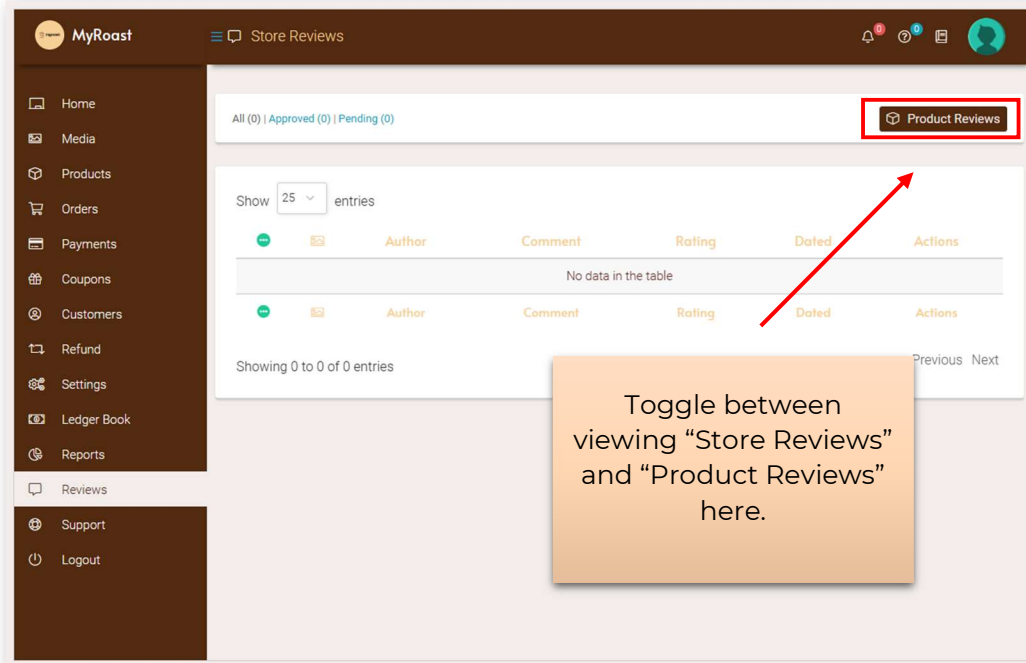 MyRoast
Store Reviews
0
0
Home
Media
Products
Orders
Payments
Coupons
Customers
Refund
Settings
Ledger Book
Reports
Reviews
Support
Logout
All (0) | Approved (0) | Pending (0)
Product Reviews
Show 25 entries
Author Comment Rating Dated Actions
No data in the table
Author Comment Rating Dated Actions
Showing 0 to 0 of 0 entries
Previous Next
Toggle between
viewing “Store Reviews”
and “Product Reviews”
here.